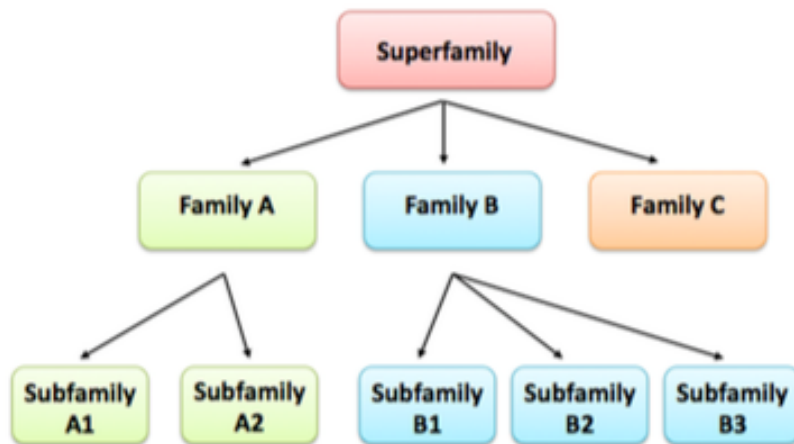 Superfamily
Family A
Family B
Family C
Subfamily
A1
Subfamily
A2
Subfamily
B1
Subfamily
B2
Subfamily
B3